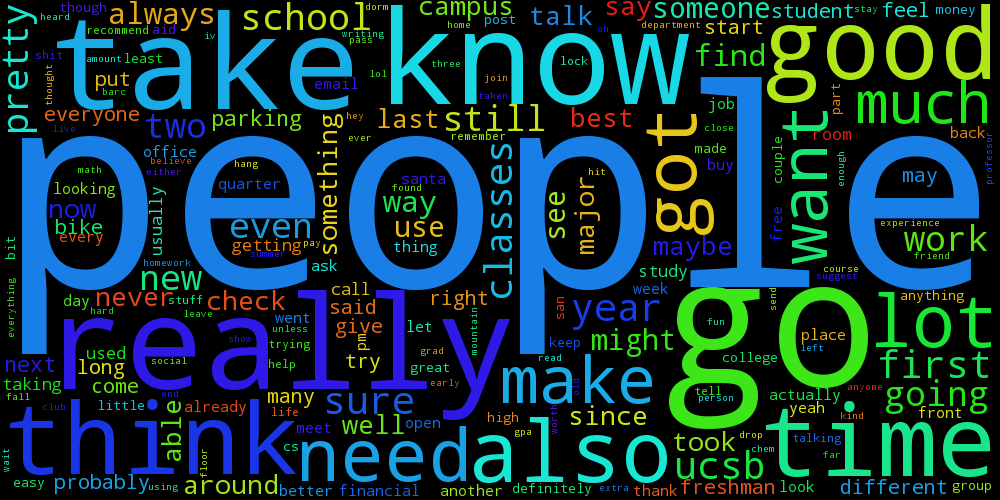 people
go
really
take
know
good
think
also
time
need
make
got
want
lot
much
school
year
first
work
going
still
classes
ucsb
pretty
always
though
recommend
aid
iv
dorm
writing
pass
shit
amount
least
thought
put
barc
everyone
live
two
parking
email
lol
campus
home
post
talk
three
join
taken
say
someone
department
oh
lock
start
find
student
stay
feel
money
part
job
close
made
buy
room
back
professor
last
hey
ever
remember
best
something
office
believe
either
hang
quarter
math
looking
now
bike
every
usually
even
getting
pay
summer
homework
ask
santa
found
way
use
thing
see
major
hit
maybe
study
week
couple
free
enough
may
experience
friend
course
suggest
bit
everything
new
never
stuff
leave
day
hard
check
call
said
give
pm
right
let
went
unless
trying
help
try
show
grad
great
early
mountain
san
keep
read
might
send
fun
college
tell
person
place
left
anything
actually
anyone
kind
yeah
front
next
used
long
come
taking
fall
club
little
already
social
end
many
life
sure
meet
well
open
high
gpa
since
worth
old
took
drop
chem
talking
far
wait
easy
probably
using
able
floor
around
cs
better
financial
another
definitely
extra
thank
freshman
look
different
group